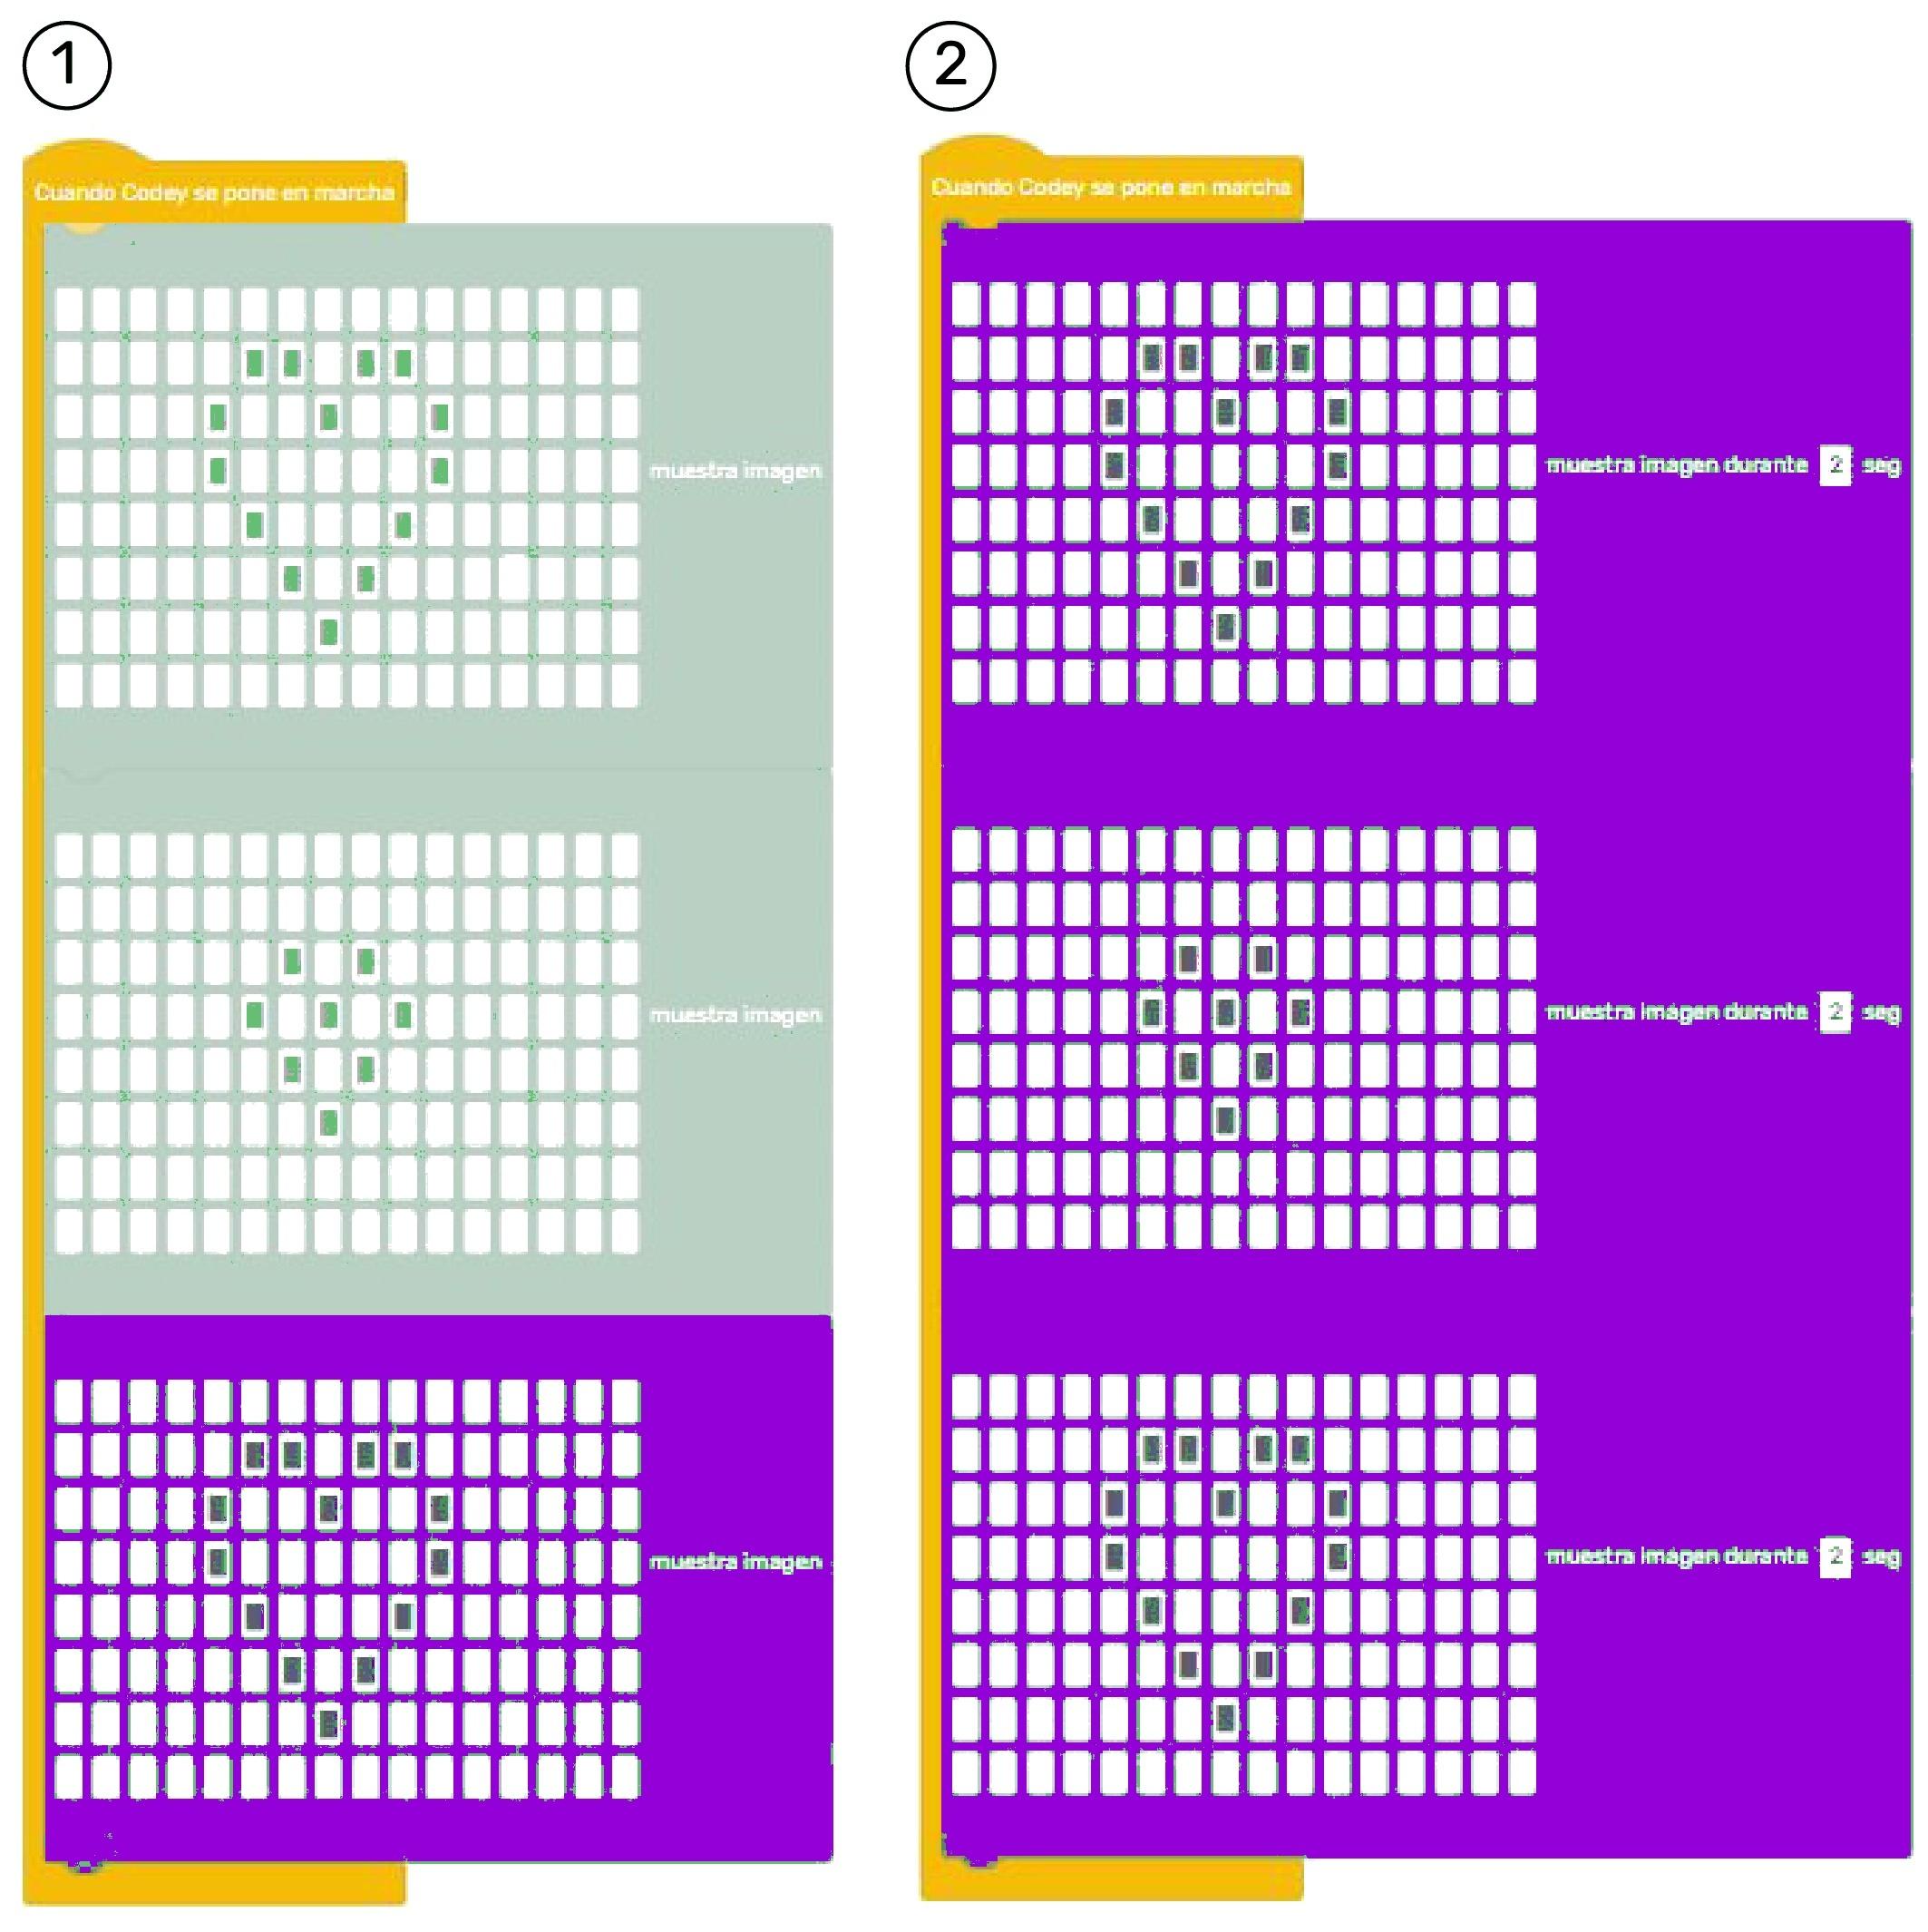 1
Cuando Codey se pone en marcha
muestra imagen
muestra imagen
muestra imagen
2
Cuando Codey se pone en marcha
muestra imagen durante 2 seg
muestra imagen durante 2 seg
muestra imagen durante 2 seg